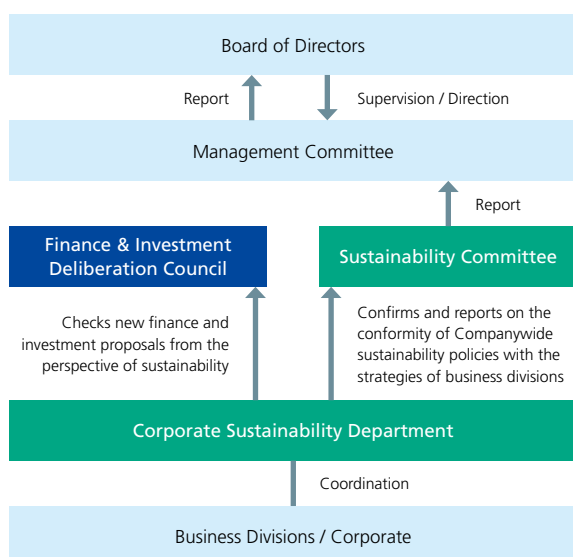 Board of Directors
Report
Supervision / Direction
Management Committee
Report
Finance & Investment
Deliberation Council
Sustainability Committee
Checks new finance and
investment proposals from the
perspective of sustainability
Confirms and reports on the
conformity of Companywide
sustainability policies with the
strategies of business divisions
Corporate Sustainability Department
Coordination
Business Divisions / Corporate